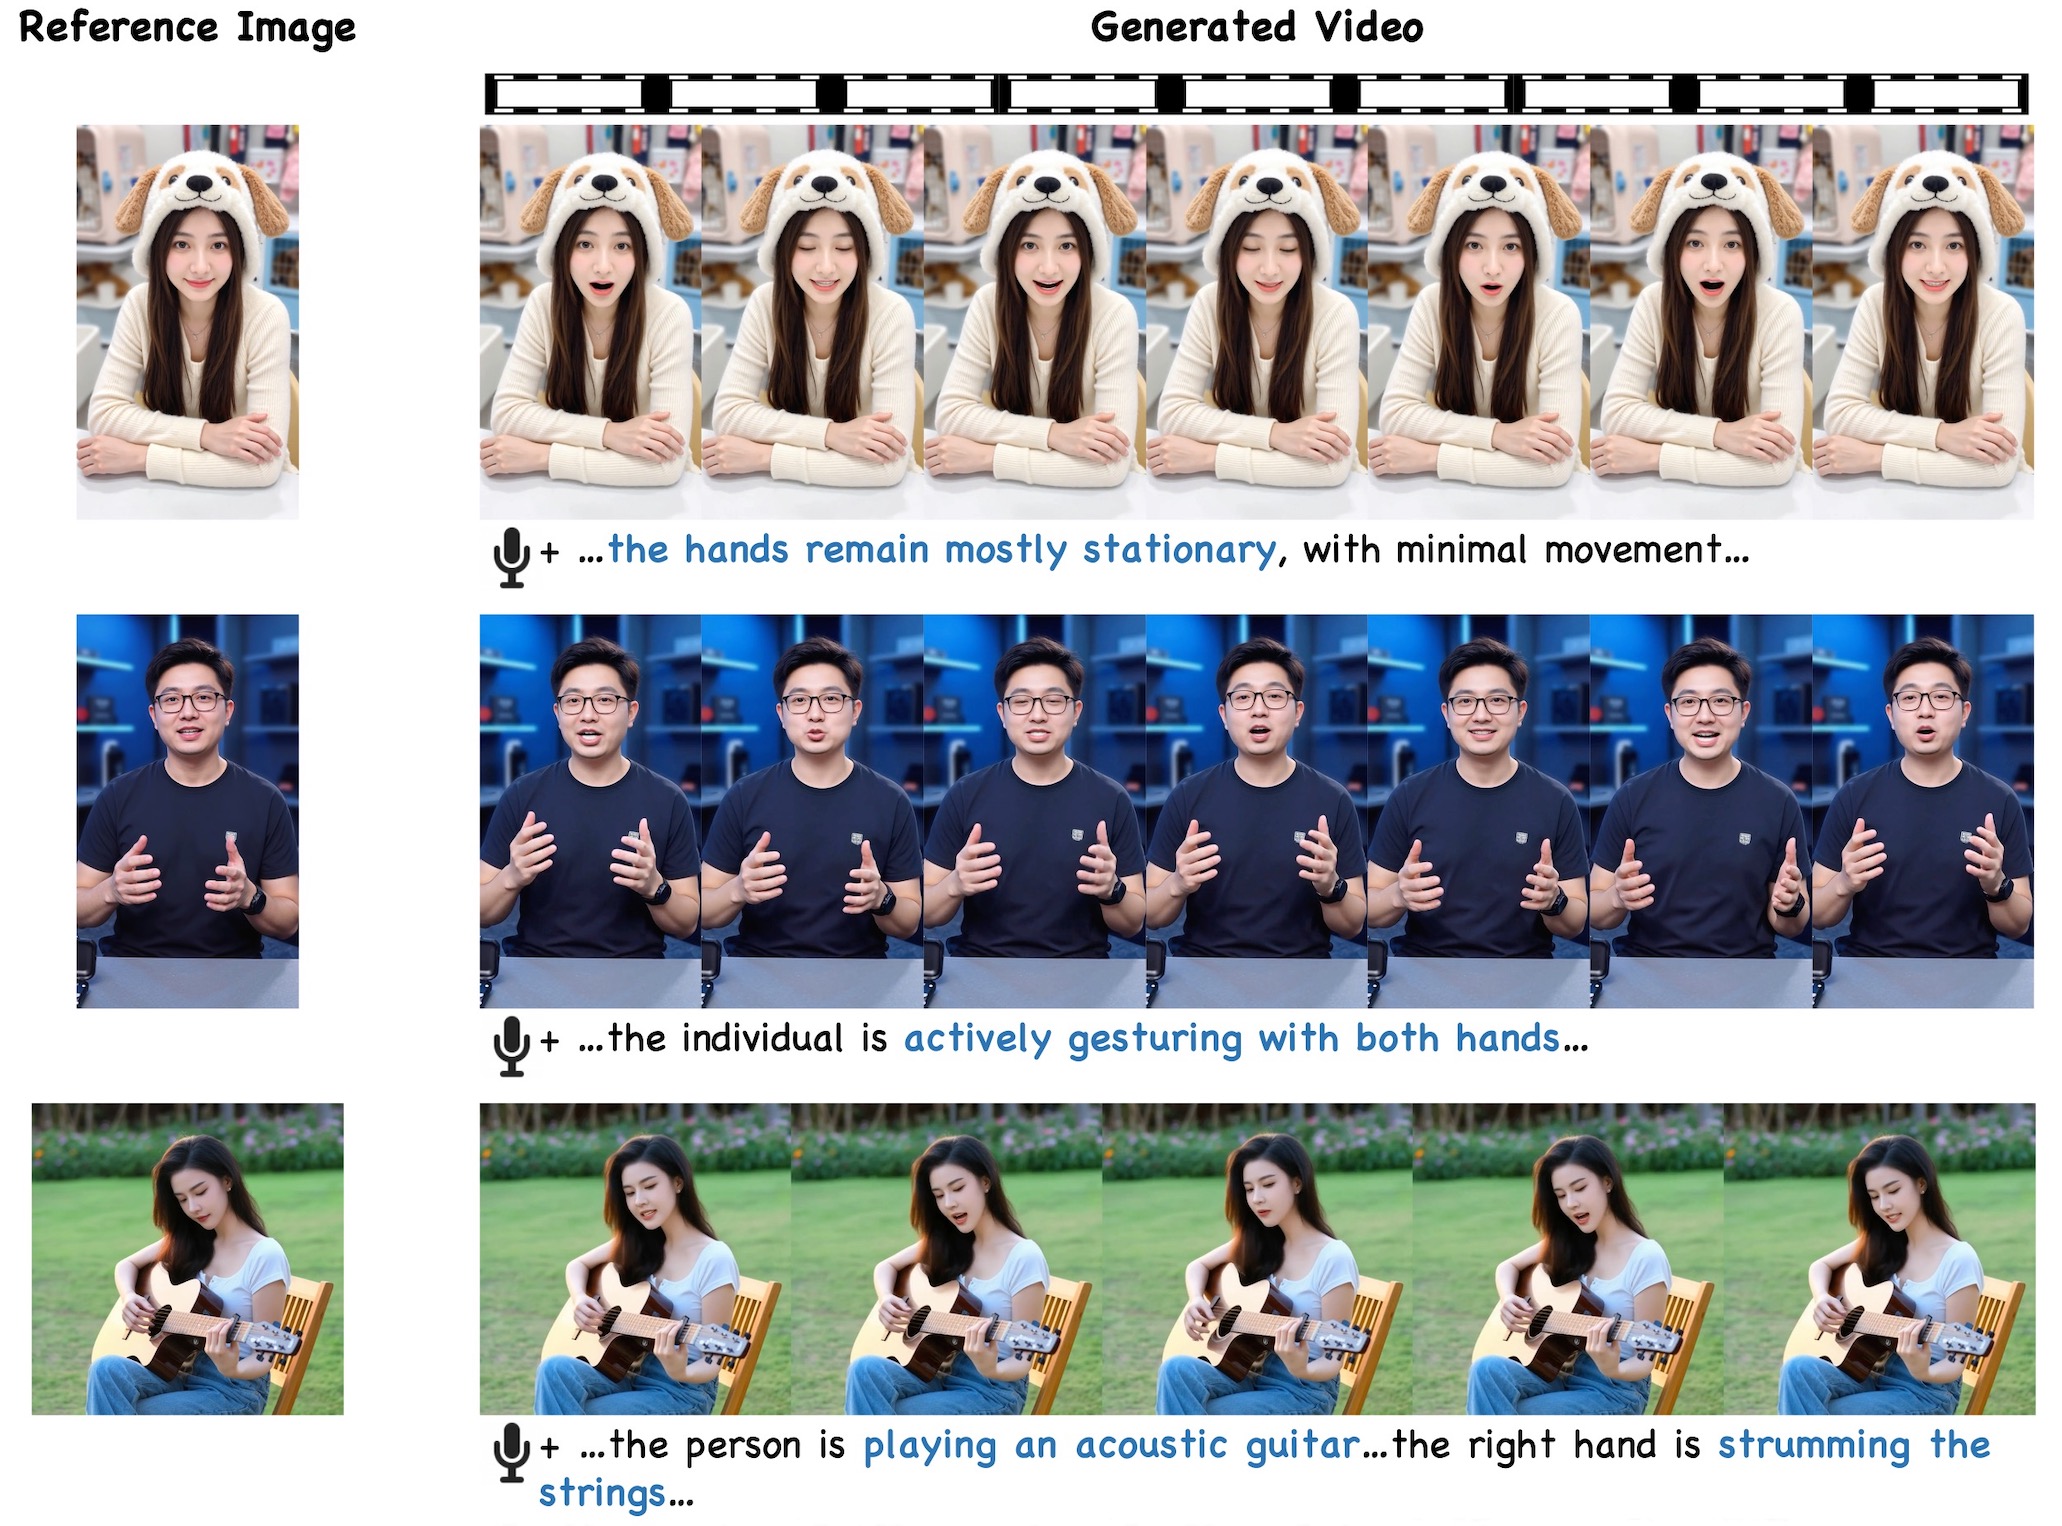 Reference Image
Generated Video
+ ...the hands remain mostly stationary, with minimal movement...
+ ...the individual is actively gesturing with both hands...
+ ...the person is playing an acoustic guitar...the right hand is strumming the
strings...